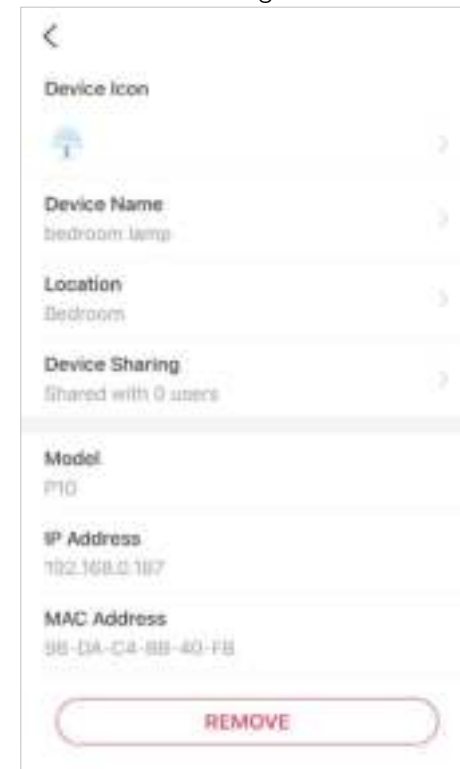 Device Icon
Device Name
bedroom lamp
Location
Bedroom
Device Sharing
Shared with 0 users
Model
P10
IP Address
192.168.0.187
MAC Address
REMOVE